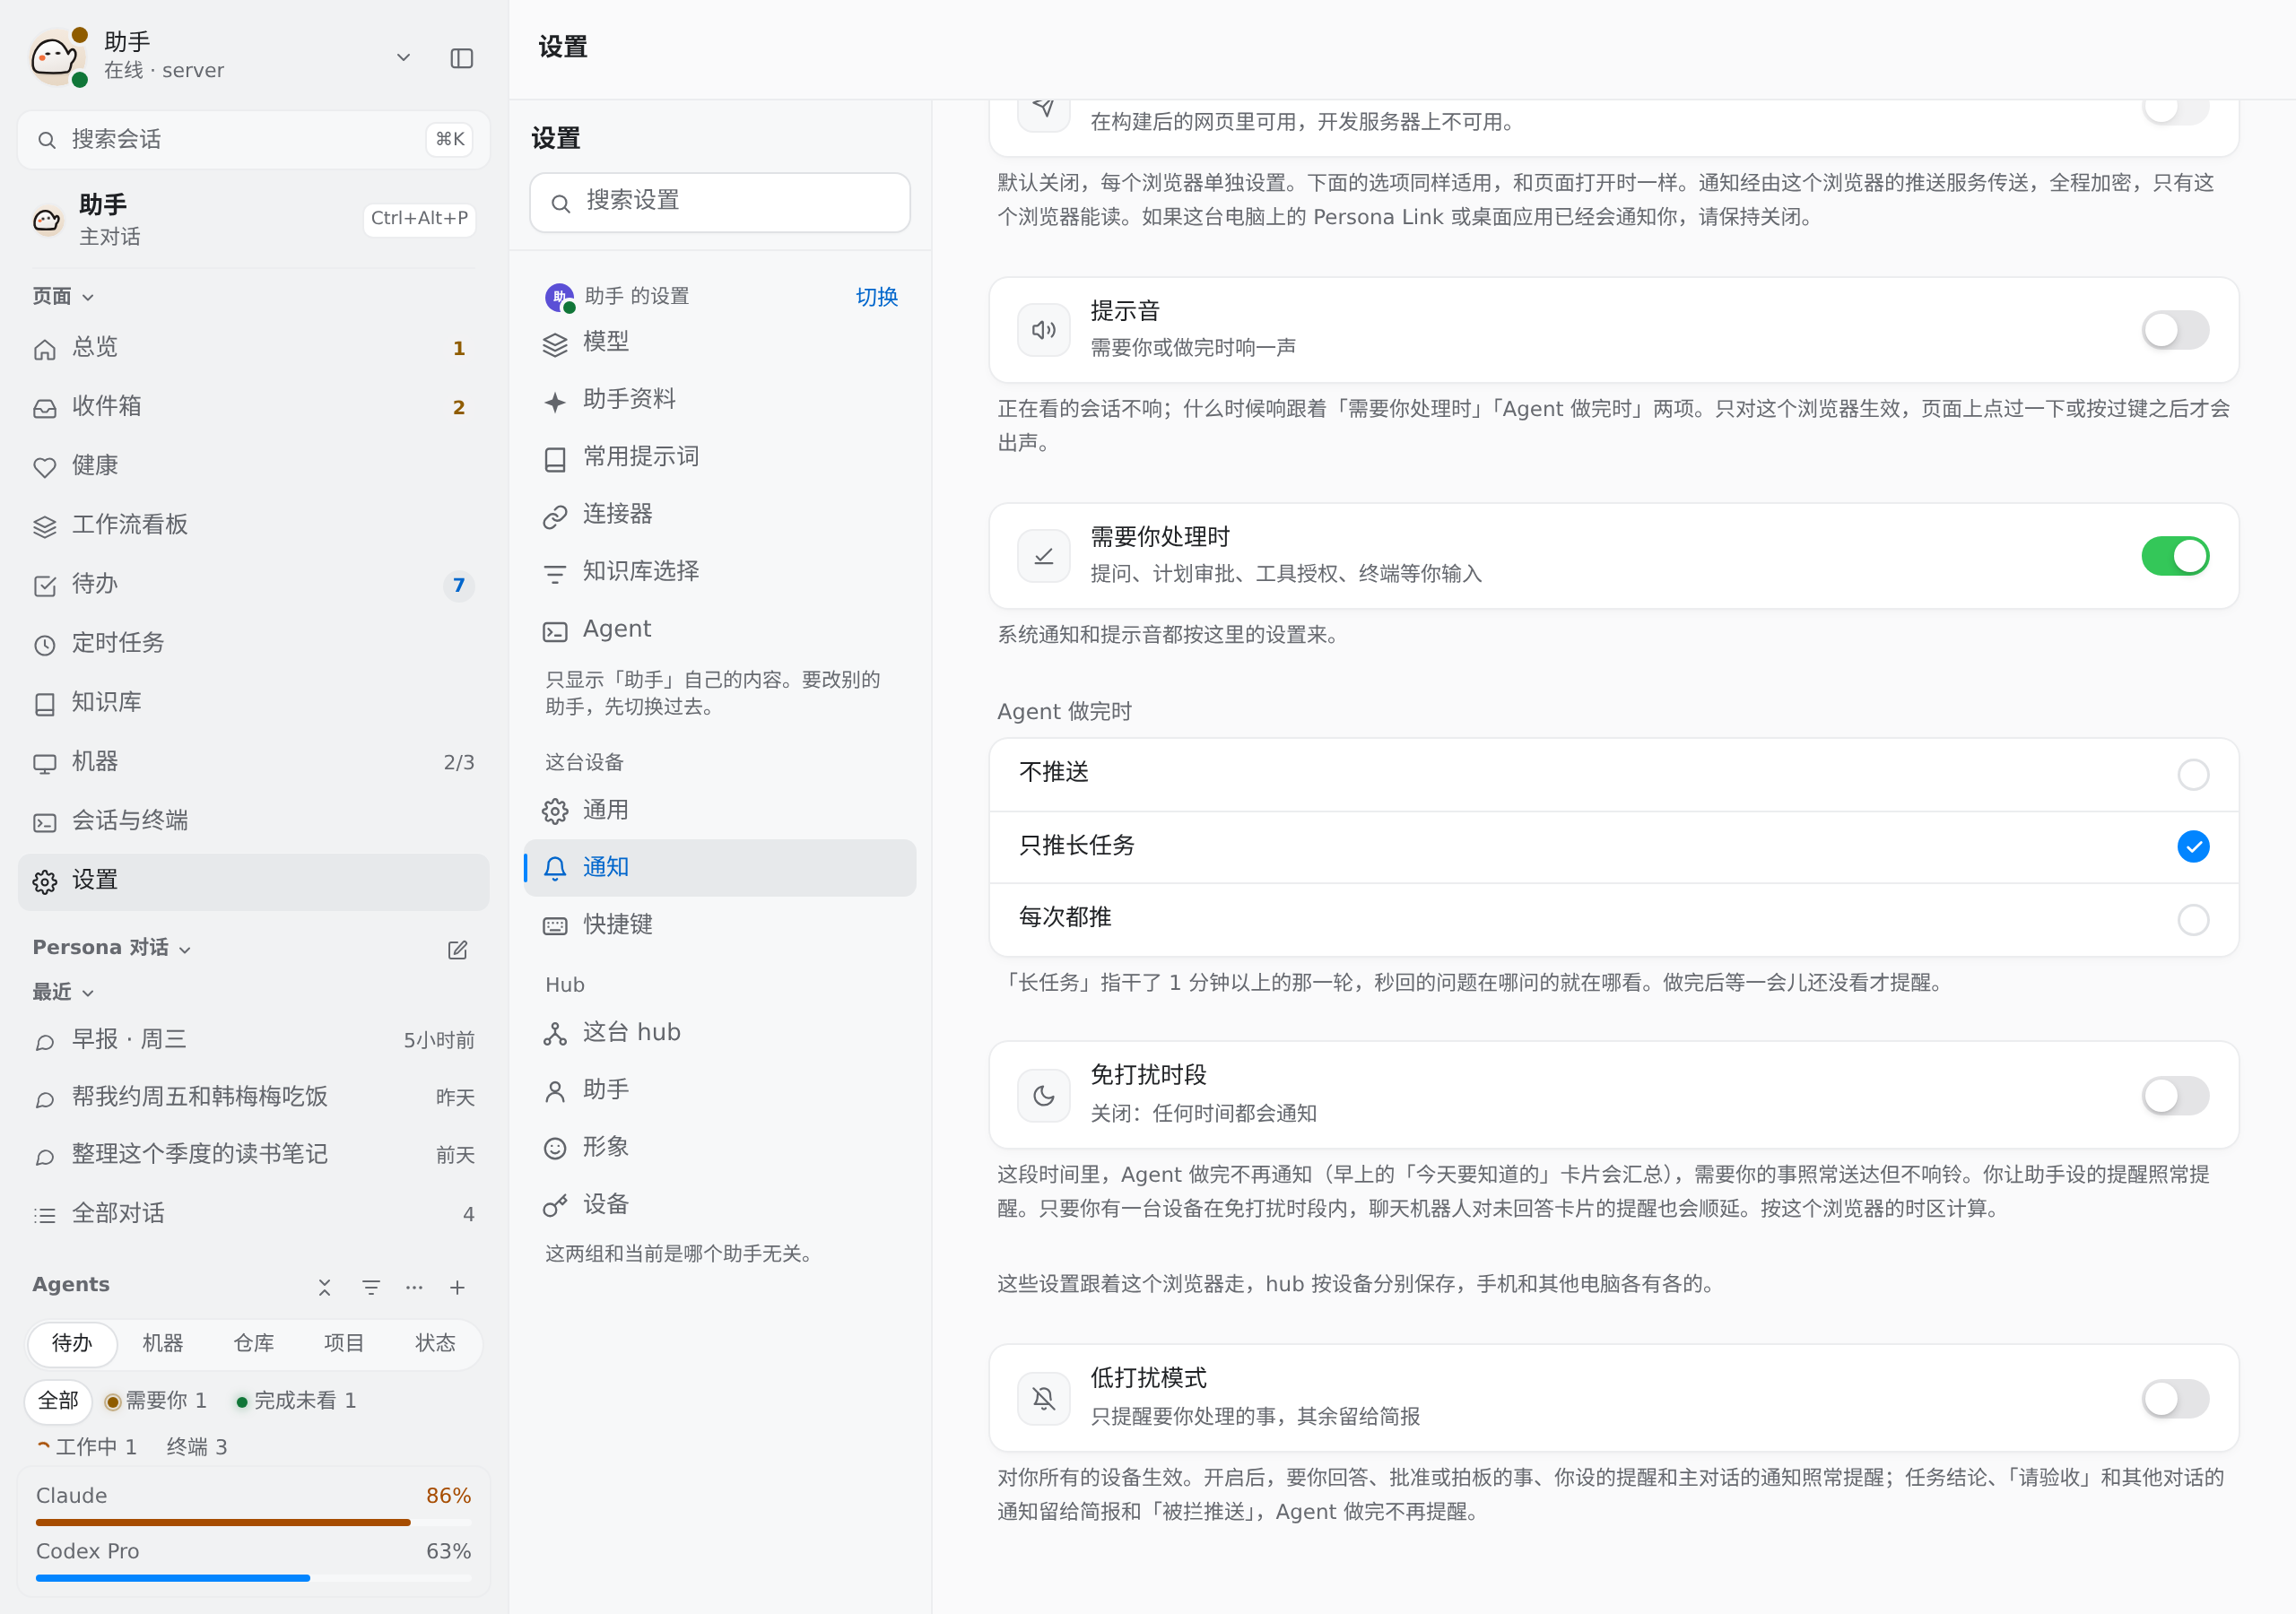 助手
在线 · server
搜索会话
⌘K
助手
主对话
Ctrl+Alt+P
页面
总览
1
收件箱
2
健康
工作流看板
待办
7
定时任务
知识库
机器
2/3
会话与终端
设置
Persona 对话
最近
早报 · 周三
5小时前
帮我约周五和韩梅梅吃饭
昨天
整理这个季度的读书笔记
前天
全部对话
4
Agents
待办
机器
仓库
项目
状态
全部
需要你 1
完成未看 1
工作中 1
终端 3
Claude
86%
Codex Pro
63%
设置
设置
搜索设置
助
助手 的设置
切换
模型
助手资料
常用提示词
连接器
知识库选择
Agent
只显示「助手」自己的内容。要改别的
助手，先切换过去。
这台设备
通用
通知
快捷键
Hub
这台 hub
助手
形象
设备
这两组和当前是哪个助手无关。
在构建后的网页里可用，开发服务器上不可用。
默认关闭，每个浏览器单独设置。下面的选项同样适用，和页面打开时一样。通知经由这个浏览器的推送服务传送，全程加密，只有这
个浏览器能读。如果这台电脑上的 Persona Link 或桌面应用已经会通知你，请保持关闭。
提示音
需要你或做完时响一声
正在看的会话不响；什么时候响跟着「需要你处理时」「Agent 做完时」两项。只对这个浏览器生效，页面上点过一下或按过键之后才会
出声。
需要你处理时
提问、计划审批、工具授权、终端等你输入
系统通知和提示音都按这里的设置来。
Agent 做完时
不推送
只推长任务
每次都推
「长任务」指干了 1 分钟以上的那一轮，秒回的问题在哪问的就在哪看。做完后等一会儿还没看才提醒。
免打扰时段
关闭：任何时间都会通知
这段时间里，Agent 做完不再通知（早上的「今天要知道的」卡片会汇总），需要你的事照常送达但不响铃。你让助手设的提醒照常提
醒。只要你有一台设备在免打扰时段内，聊天机器人对未回答卡片的提醒也会顺延。按这个浏览器的时区计算。
这些设置跟着这个浏览器走，hub 按设备分别保存，手机和其他电脑各有各的。
低打扰模式
只提醒要你处理的事，其余留给简报
对你所有的设备生效。开启后，要你回答、批准或拍板的事、你设的提醒和主对话的通知照常提醒；任务结论、「请验收」和其他对话的
通知留给简报和「被拦推送」，Agent 做完不再提醒。